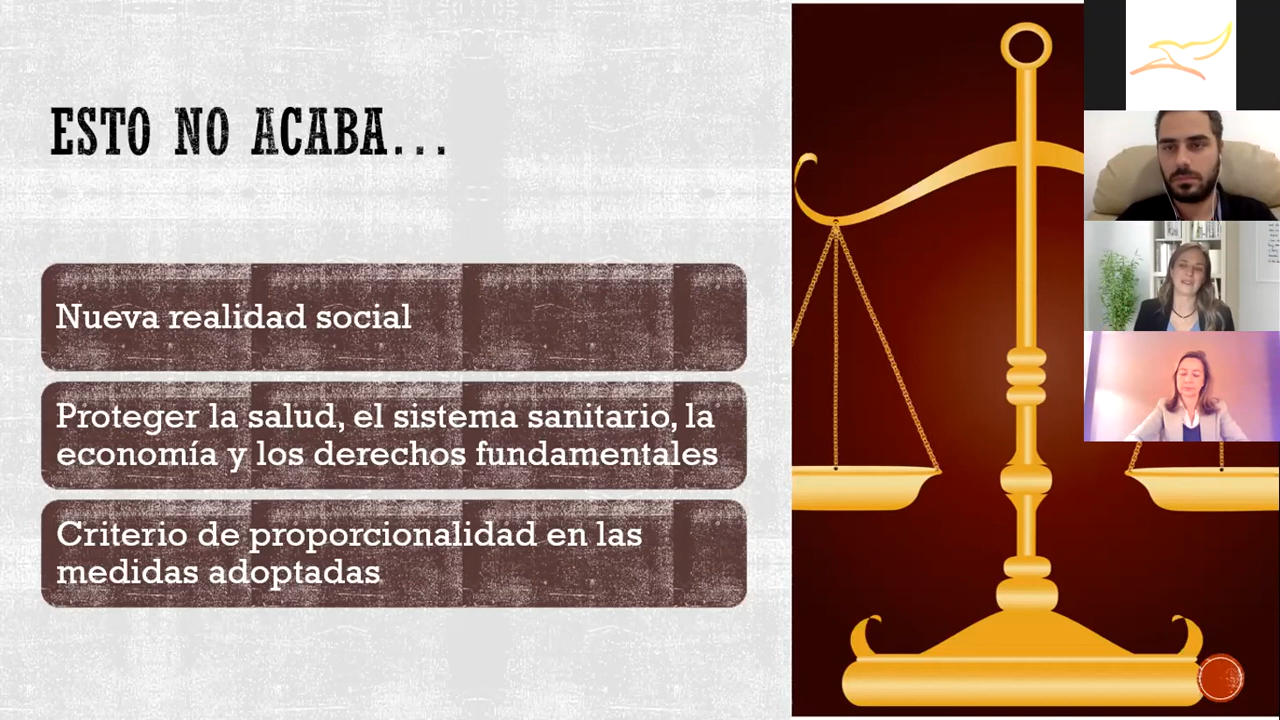 ESTO NO ACABA...
Nueva realidad social
Proteger la salud, el sistema sanitario, la
economía y los derechos fundamentales
Criterio de proporcionalidad en las
medidas adoptadas